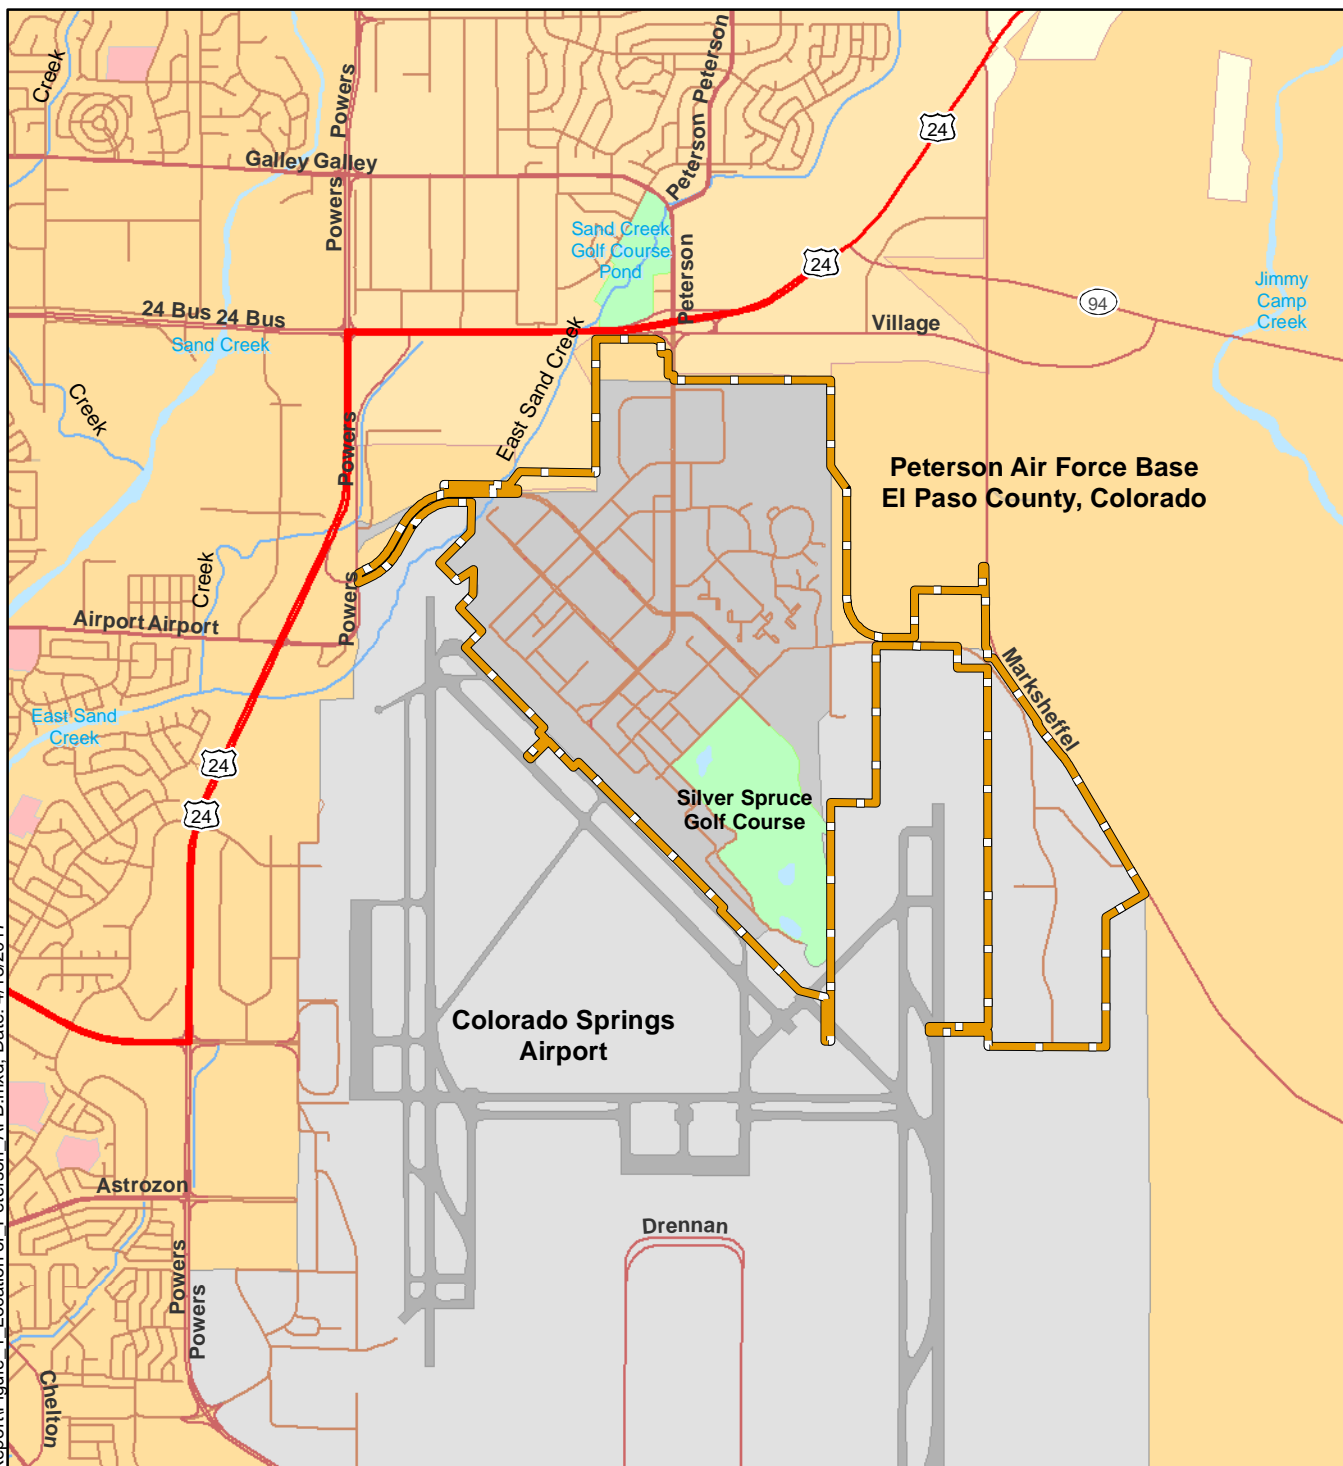 Creek
Powers
Peterson Peterson
24
Galley Galley
Powers
Peterson
Sand Creek
Golf Course
Pond
Peterson
24
94
Jimmy
Camp
Creek
24 Bus 24 Bus
Sand Creek
Village
Creek
Powers
East Sand Creek
Peterson Air Force Base
El Paso County, Colorado
Creek
Powers
Airport Airport
Marksheffel
East Sand
Creek
24
24
Silver Spruce
Golf Course
Colorado Springs
Airport
Astrozon
Drennan
Powers
Powers
Chelton